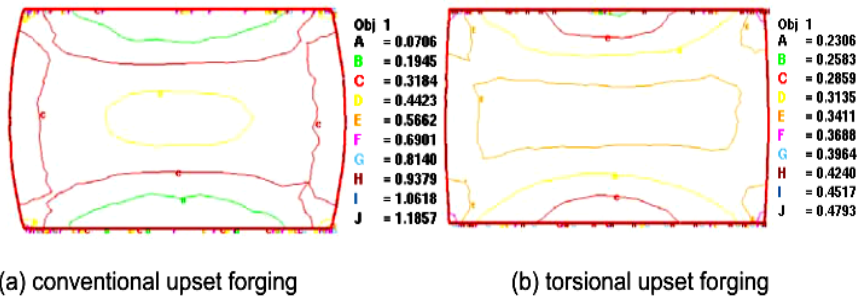 Obj 1
A = 0.0706
B = 0.1945
C = 0.3184
D = 0.4423
E = 0.5662
F = 0.6901
G = 0.8140
H = 0.9379
I = 1.0618
J = 1.1857
Obj 1
A = 0.2306
B = 0.2583
C = 0.2859
D = 0.3135
E = 0.3411
F = 0.3688
G = 0.3964
H = 0.4240
I = 0.4517
J = 0.4793
(a) conventional upset forging
(b) torsional upset forging